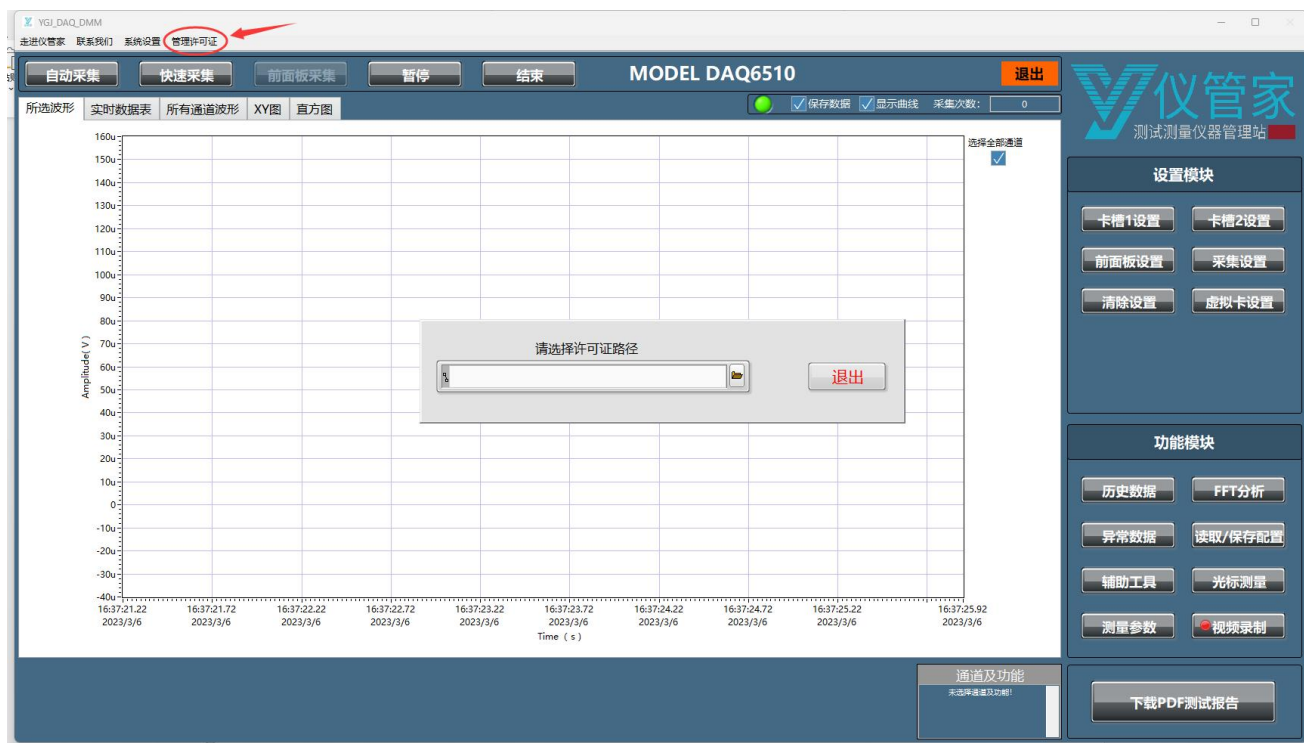 YGJ_DAQ_DMM
走进仪管家 联系我们 系统设置 管理许可证
自动采集 快速采集 前面板采集 暂停 结束 MODEL DAQ6510 退出
所选波形 实时数据表 所有通道波形 XY图 直方图 保存数据 显示曲线 采集次数: 0
仪管家
测试测量仪器管理站
选择全部通道
160u
150u
140u
130u
120u
110u
100u
90u
80u
70u
60u
50u
40u
30u
20u
10u
0
-10u
-20u
-30u
-40u
Amplitude( V )
16:37:21.22 16:37:21.72 16:37:22.22 16:37:22.72 16:37:23.22 16:37:23.72 16:37:24.22 16:37:24.72 16:37:25.22 16:37:25.92
2023/3/6 2023/3/6 2023/3/6 2023/3/6 2023/3/6 2023/3/6 2023/3/6 2023/3/6 2023/3/6 2023/3/6
Time ( s )
请选择许可证路径
退出
设置模块
卡槽1设置 卡槽2设置
前面板设置 采集设置
清除设置 虚拟卡设置
功能模块
历史数据 FFT分析
异常数据 读取/保存配置
辅助工具 光标测量
测量参数 视频录制
通道及功能
未选择通道及功能!
下载PDF测试报告